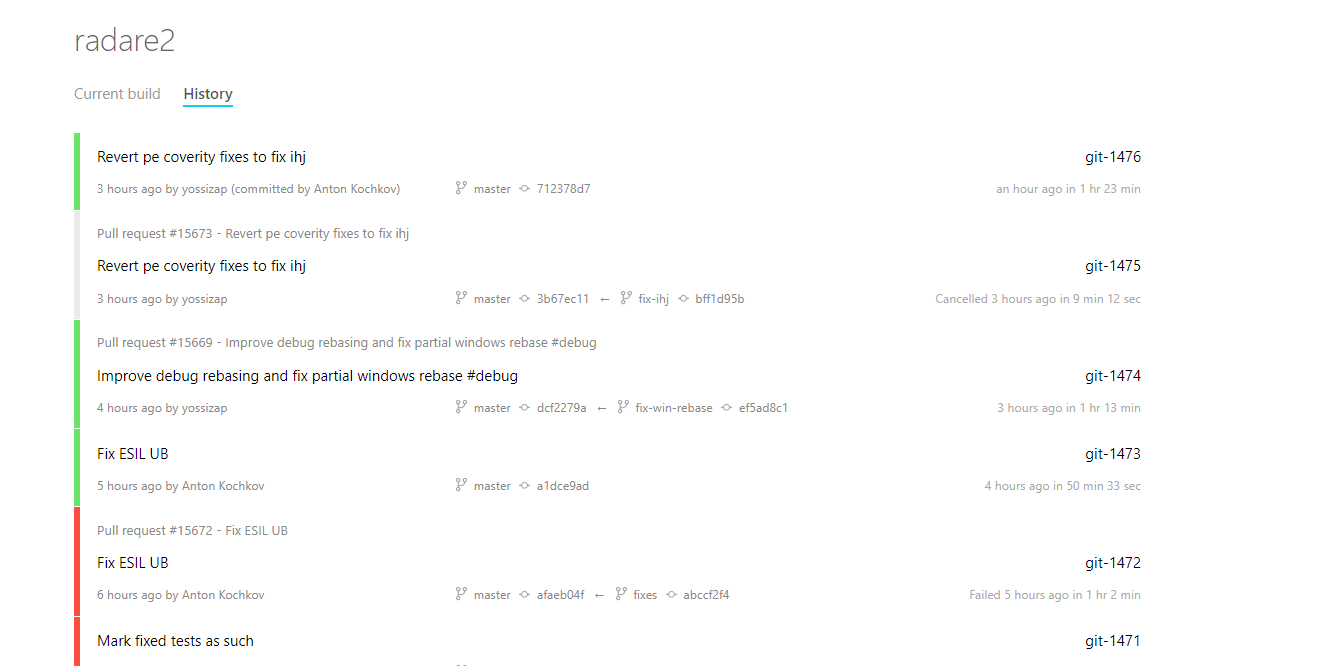 radare2
Current build History
Revert pe coverity fixes to fix ihj git-1476
3 hours ago by yossizap (committed by Anton Kochkov) master 712378d7 an hour ago in 1 hr 23 min
Pull request #15673 - Revert pe coverity fixes to fix ihj
Revert pe coverity fixes to fix ihj git-1475
3 hours ago by yossizap master 3b67ec11 ← fix-ihj bff1d95b Cancelled 3 hours ago in 9 min 12 sec
Pull request #15669 - Improve debug rebasing and fix partial windows rebase #debug
Improve debug rebasing and fix partial windows rebase #debug git-1474
4 hours ago by yossizap master dcf2279a ← fix-win-rebase ef5ad8c1 3 hours ago in 1 hr 13 min
Fix ESIL UB git-1473
5 hours ago by Anton Kochkov master a1dce9ad 4 hours ago in 50 min 33 sec
Pull request #15672 - Fix ESIL UB
Fix ESIL UB git-1472
6 hours ago by Anton Kochkov master afaeb04f ← fixes abccf2f4 Failed 5 hours ago in 1 hr 2 min
Mark fixed tests as such git-1471